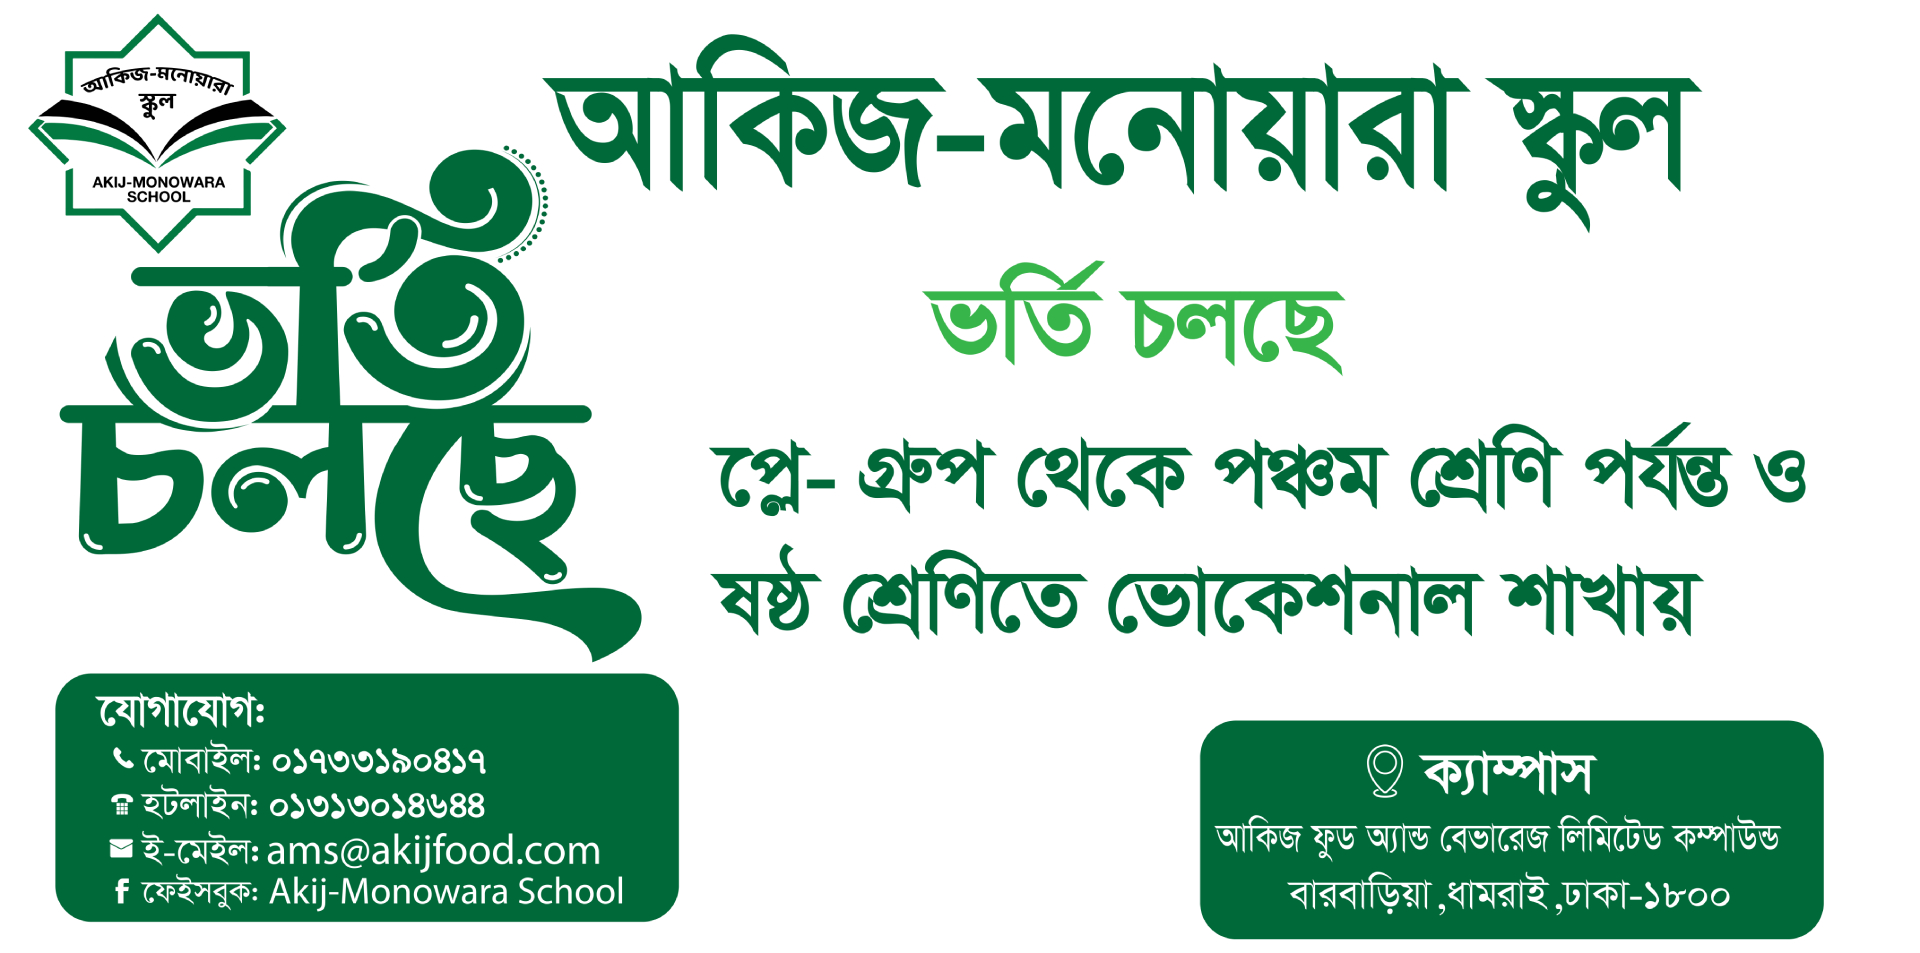 আকিজ-মনোয়ারা
স্কুল
AKIJ-MONOWARA
SCHOOL
আকিজ-মনোয়ারা স্কুল
ভর্তি
চলছে
ভর্তি চলছে
প্লে- গ্রুপ থেকে পঞ্চম শ্রেণি পর্যন্ত ও
ষষ্ঠ শ্রেণিতে ভোকেশনাল শাখায়
যোগাযোগ:
মোবাইল: ০১৭৩৩১৯০৪১৭
হটলাইন: ০১৩১৩০১৪৬৪৪
ই-মেইল: ams@akijfood.com
ফেইসবুক: Akij-Monowara School
ক্যাম্পাস
আকিজ ফুড অ্যান্ড বেভারেজ লিমিটেড কম্পাউন্ড
বারবাড়িয়া ,ধামরাই ,ঢাকা-১৮০০